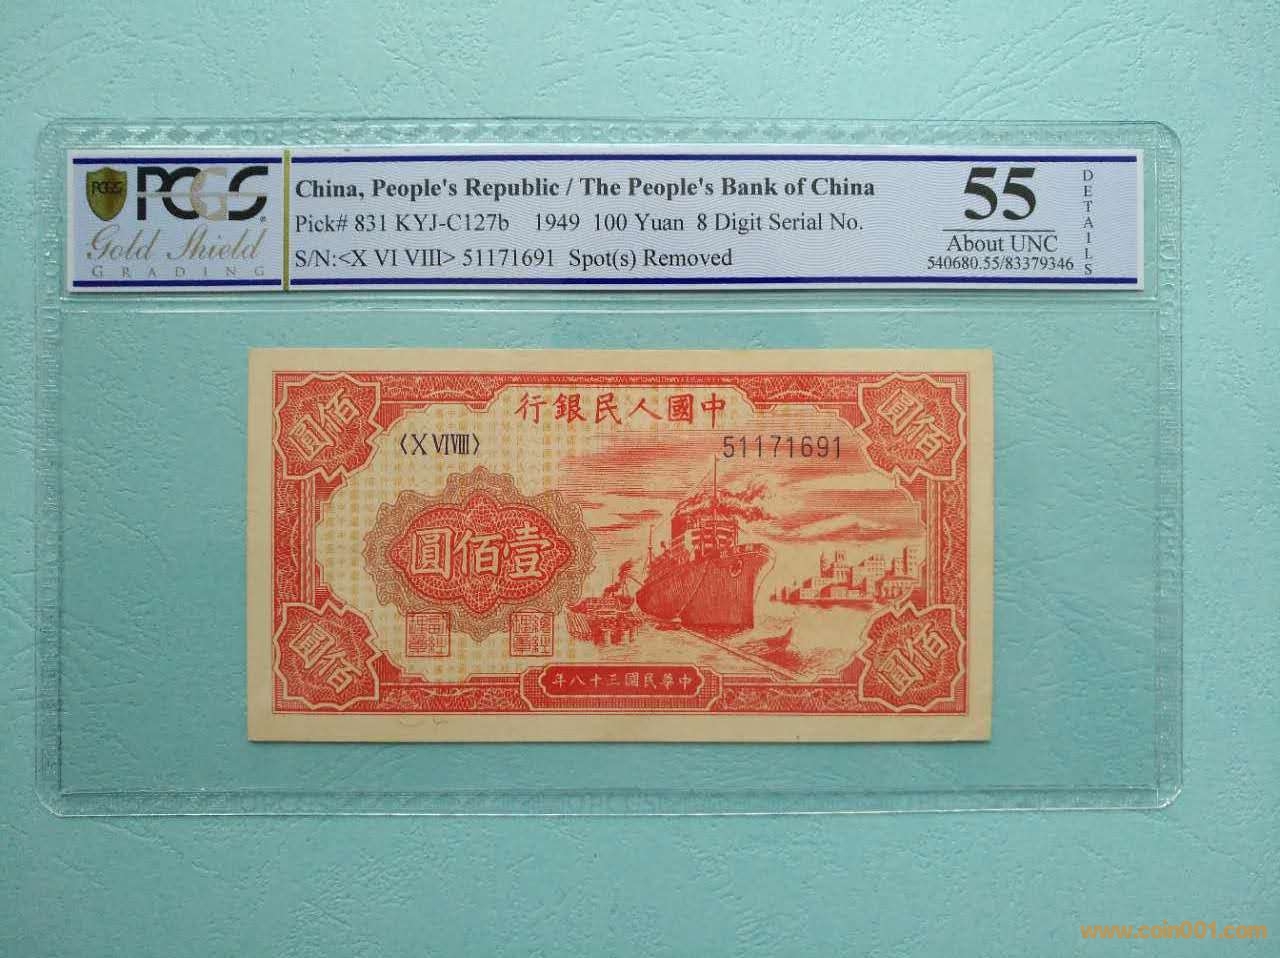 PCGS
PCGS
Gold Shield
GRADING
China, People's Republic / The People's Bank of China
Pick# 831 KYJ-C127b 1949 100 Yuan 8 Digit Serial No.
S/N:<X VI VIII> 51171691 Spot(s) Removed
55
About UNC
540680.55/83379346
DETAILS
行銀民人國中
圓佰
圓佰
〈X VI VIII〉
51171691
圓佰壹
圓佰
圓佰
年八十三國民華中
www.coin001.com